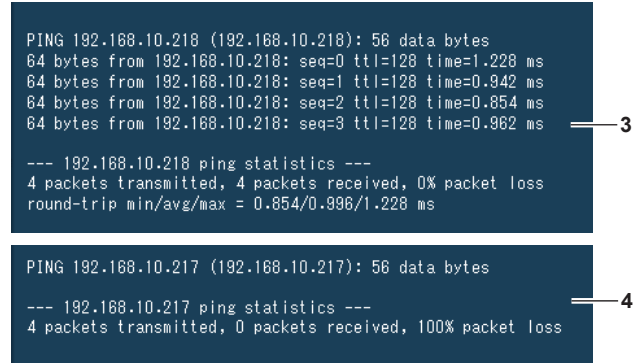 PING 192.168.10.218 (192.168.10.218): 56 data bytes
64 bytes from 192.168.10.218: seq=0 ttl=128 time=1.228 ms
64 bytes from 192.168.10.218: seq=1 ttl=128 time=0.942 ms
64 bytes from 192.168.10.218: seq=2 ttl=128 time=0.854 ms
64 bytes from 192.168.10.218: seq=3 ttl=128 time=0.962 ms
3
--- 192.168.10.218 ping statistics ---
4 packets transmitted, 4 packets received, 0% packet loss
round-trip min/avg/max = 0.854/0.996/1.228 ms
PING 192.168.10.217 (192.168.10.217): 56 data bytes
4
--- 192.168.10.217 ping statistics ---
4 packets transmitted, 0 packets received, 100% packet loss